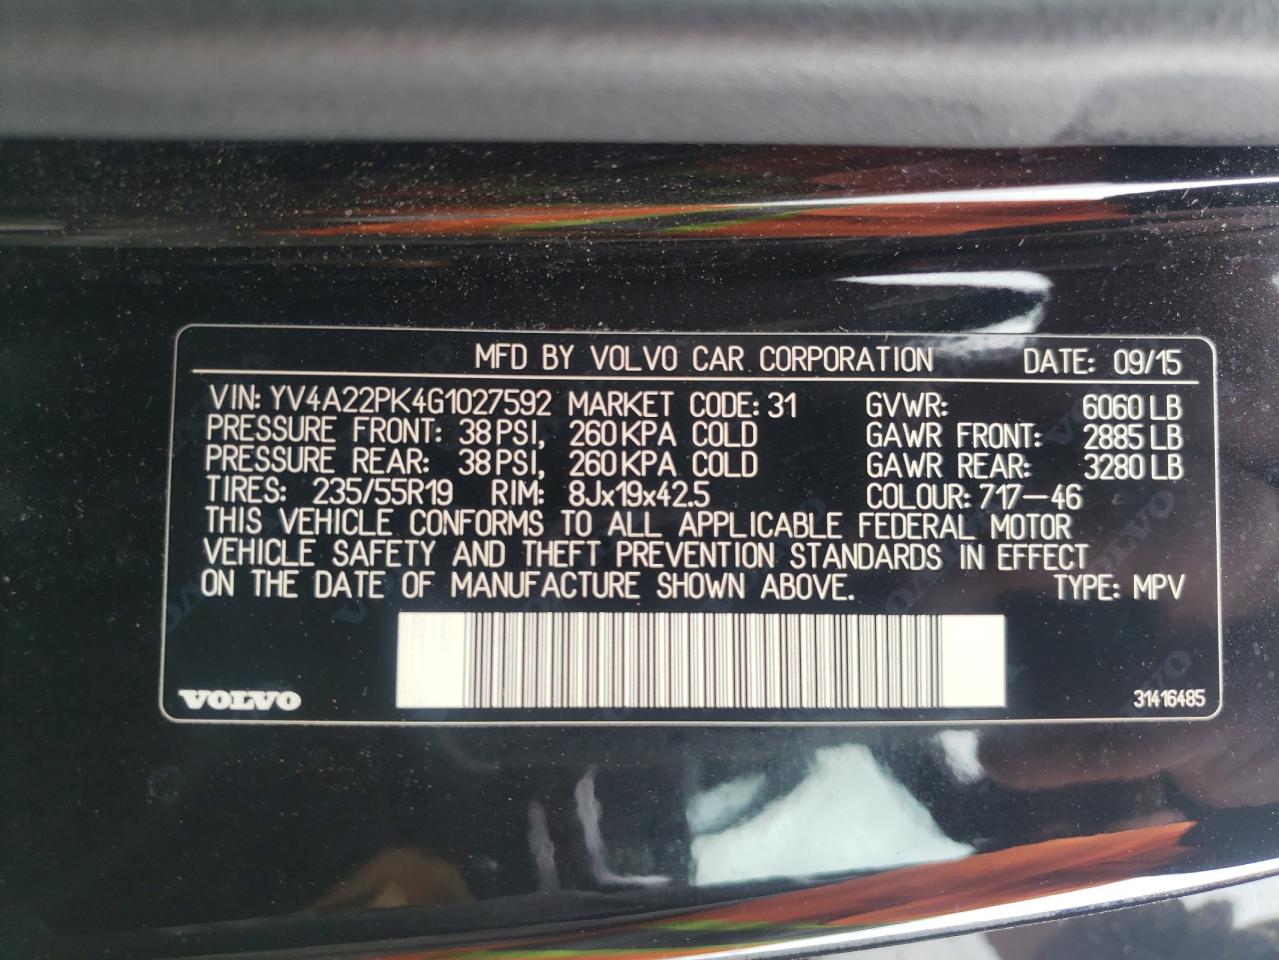 MFD BY VOLVO CAR CORPORATION DATE: 09/15
VIN: YV4A22PK4G1027592 MARKET CODE: 31 GVWR: 6060 LB
PRESSURE FRONT: 38 PSI, 260 KPA COLD GAWR FRONT: 2885 LB
PRESSURE REAR: 38 PSI, 260 KPA COLD GAWR REAR: 3280 LB
TIRES: 235/55R19 RIM: 8Jx19x42.5 COLOUR: 717-46
THIS VEHICLE CONFORMS TO ALL APPLICABLE FEDERAL MOTOR
VEHICLE SAFETY AND THEFT PREVENTION STANDARDS IN EFFECT
ON THE DATE OF MANUFACTURE SHOWN ABOVE. TYPE: MPV
VOLVO 31416485